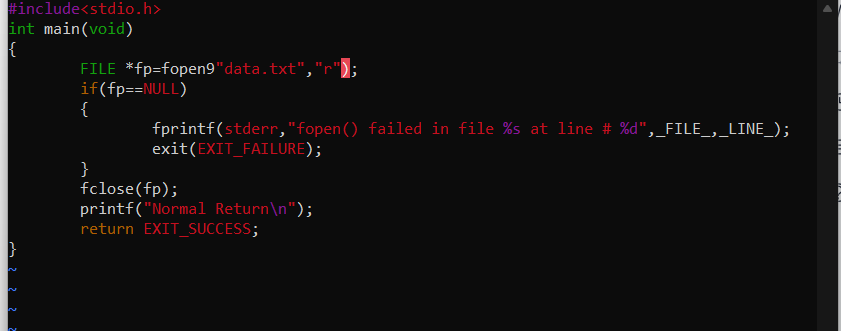 #include<stdio.h>
int main(void)
{
        FILE *fp=fopen9"data.txt","r");
        if(fp==NULL)
        {
                fprintf(stderr,"fopen() failed in file %s at line # %d",_FILE_,_LINE_);
                exit(EXIT_FAILURE);
        }
        fclose(fp);
        printf("Normal Return\n");
        return EXIT_SUCCESS;
}
~
~
~
~